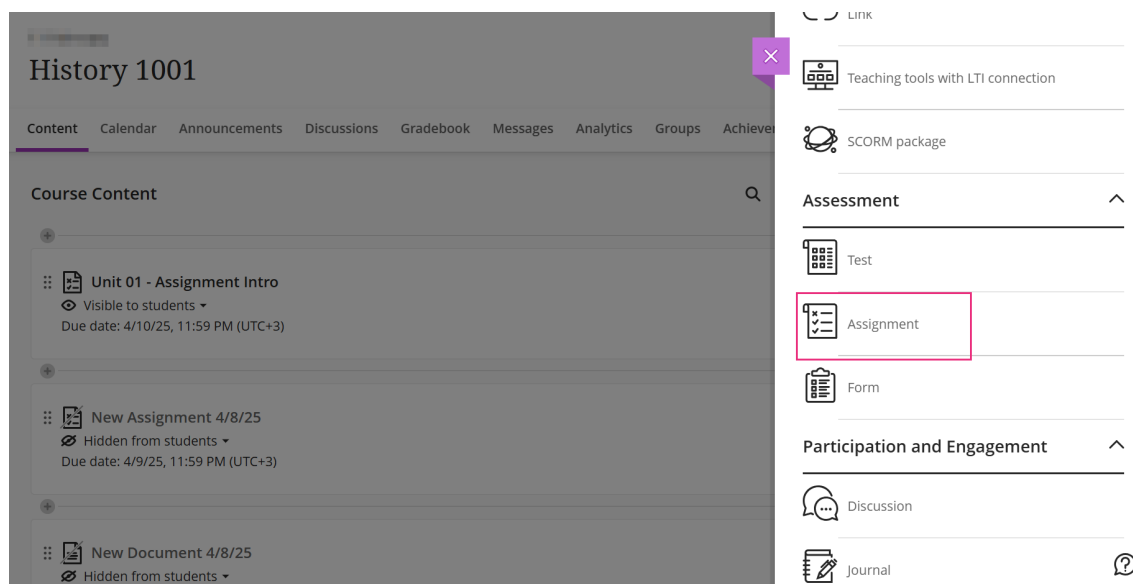 History 1001
Content Calendar Announcements Discussions Gradebook Messages Analytics Groups Achiever
Course Content
Unit 01 - Assignment Intro
Visible to students
Due date: 4/10/25, 11:59 PM (UTC+3)
New Assignment 4/8/25
Hidden from students
Due date: 4/9/25, 11:59 PM (UTC+3)
New Document 4/8/25
Hidden from students
Link
Teaching tools with LTI connection
SCORM package
Assessment
Test
Assignment
Form
Participation and Engagement
Discussion
Journal